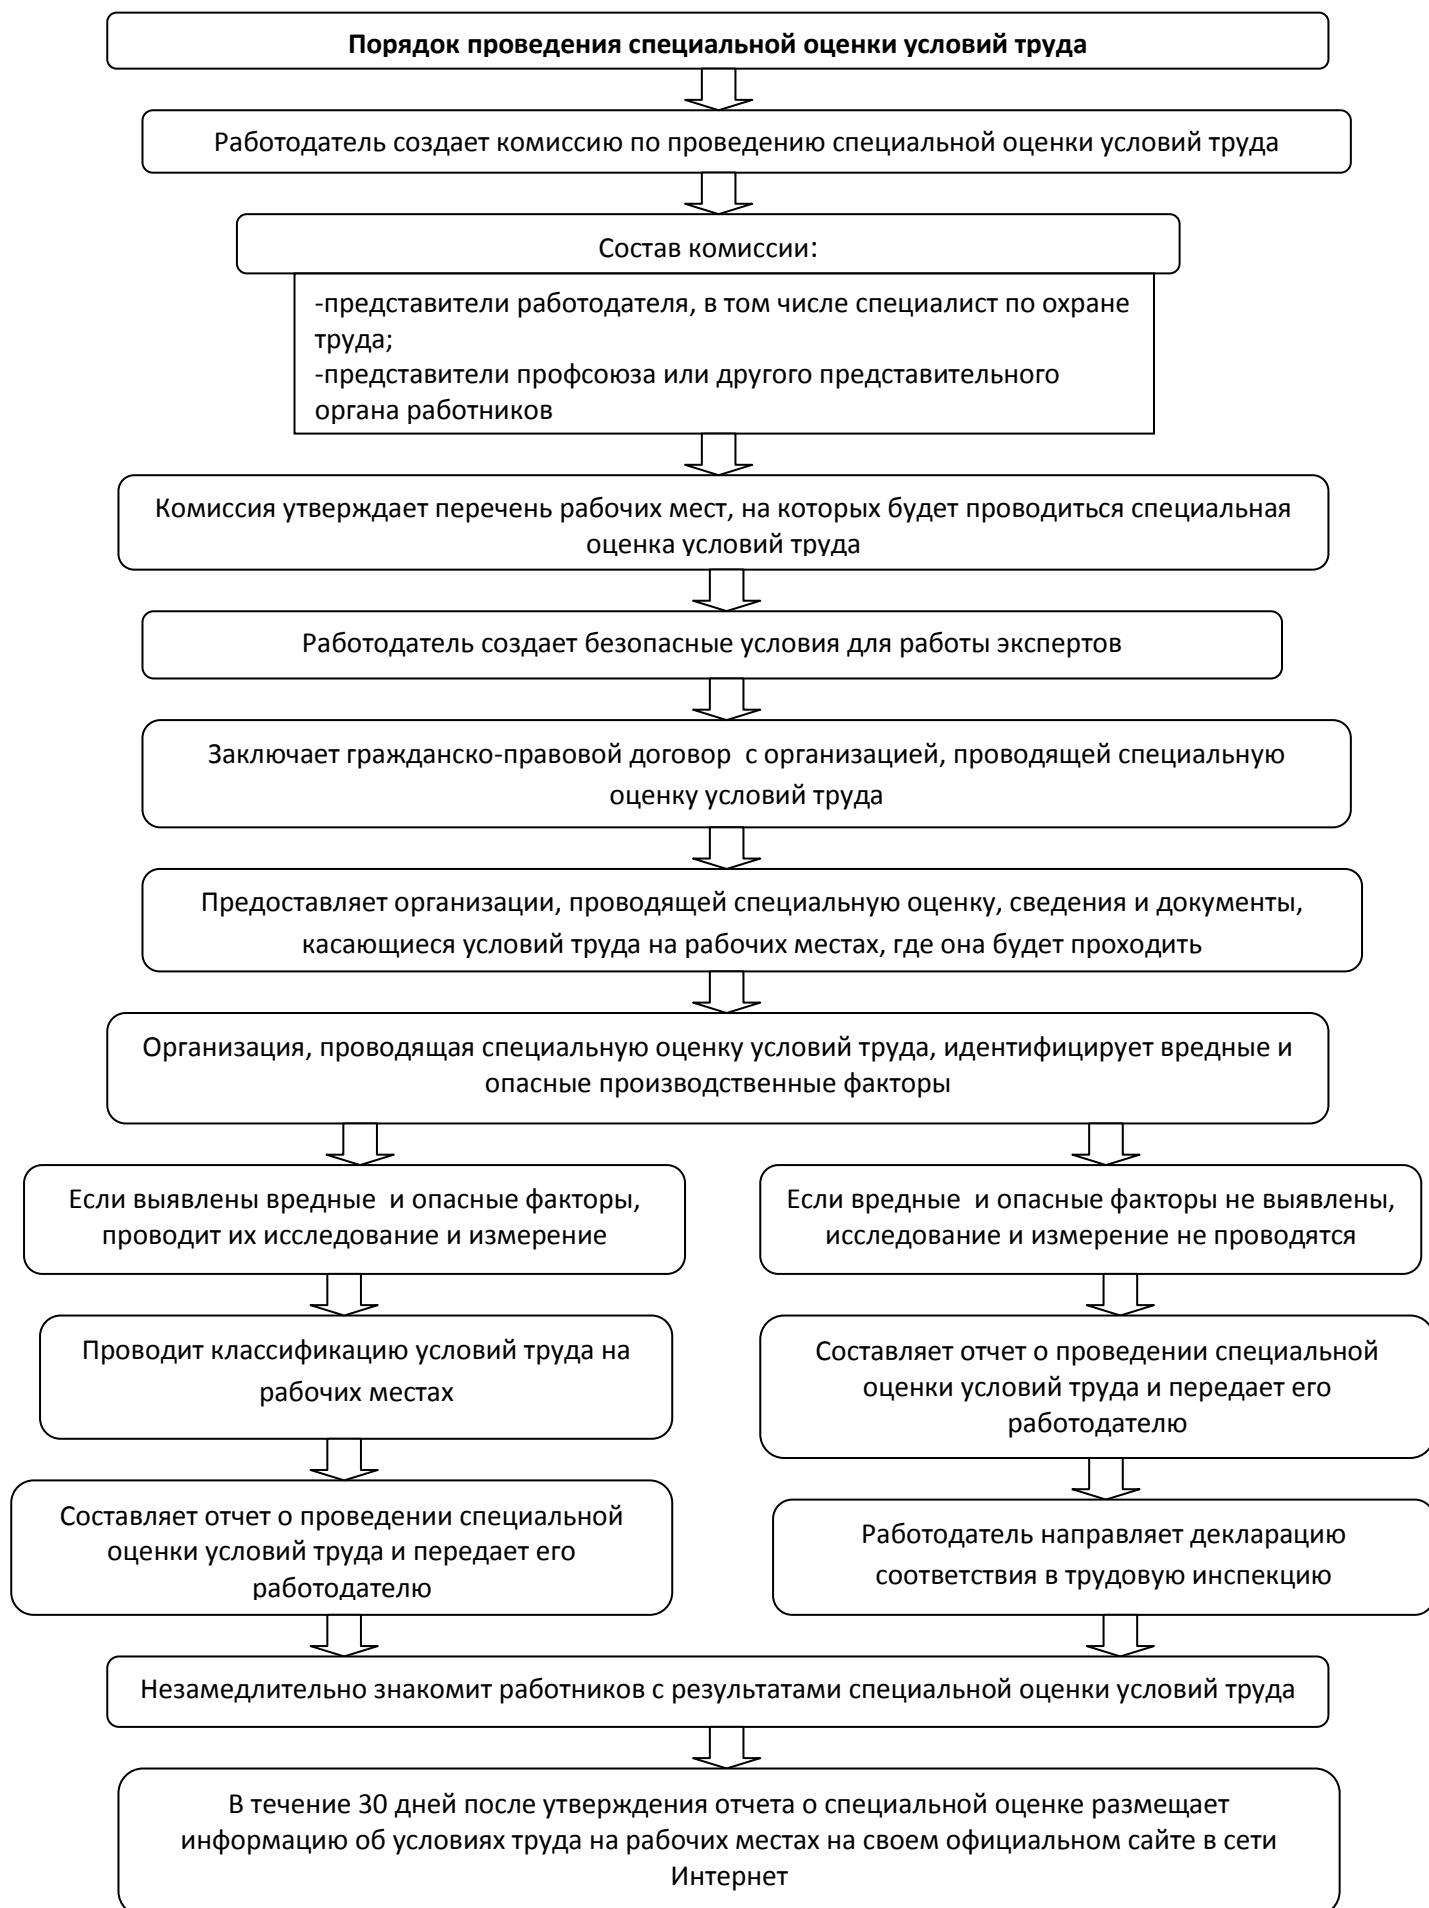 Порядок проведения специальной оценки условий труда
Работодатель создает комиссию по проведению специальной оценки условий труда
Состав комиссии:
-представители работодателя, в том числе специалист по охране
труда;
-представители профсоюза или другого представительного
органа работников
Комиссия утверждает перечень рабочих мест, на которых будет проводиться специальная
оценка условий труда
Работодатель создает безопасные условия для работы экспертов
Заключает гражданско-правовой договор  с организацией, проводящей специальную
оценку условий труда
Предоставляет организации, проводящей специальную оценку, сведения и документы,
касающиеся условий труда на рабочих местах, где она будет проходить
Организация, проводящая специальную оценку условий труда, идентифицирует вредные и
опасные производственные факторы
Если выявлены вредные  и опасные факторы,
проводит их исследование и измерение
Проводит классификацию условий труда на
рабочих местах
Составляет отчет о проведении специальной
оценки условий труда и передает его
работодателю
Если вредные  и опасные факторы не выявлены,
исследование и измерение не проводятся
Составляет отчет о проведении специальной
оценки условий труда и передает его
работодателю
Работодатель направляет декларацию
соответствия в трудовую инспекцию
Незамедлительно знакомит работников с результатами специальной оценки условий труда
В течение 30 дней после утверждения отчета о специальной оценке размещает
информацию об условиях труда на рабочих местах на своем официальном сайте в сети
Интернет